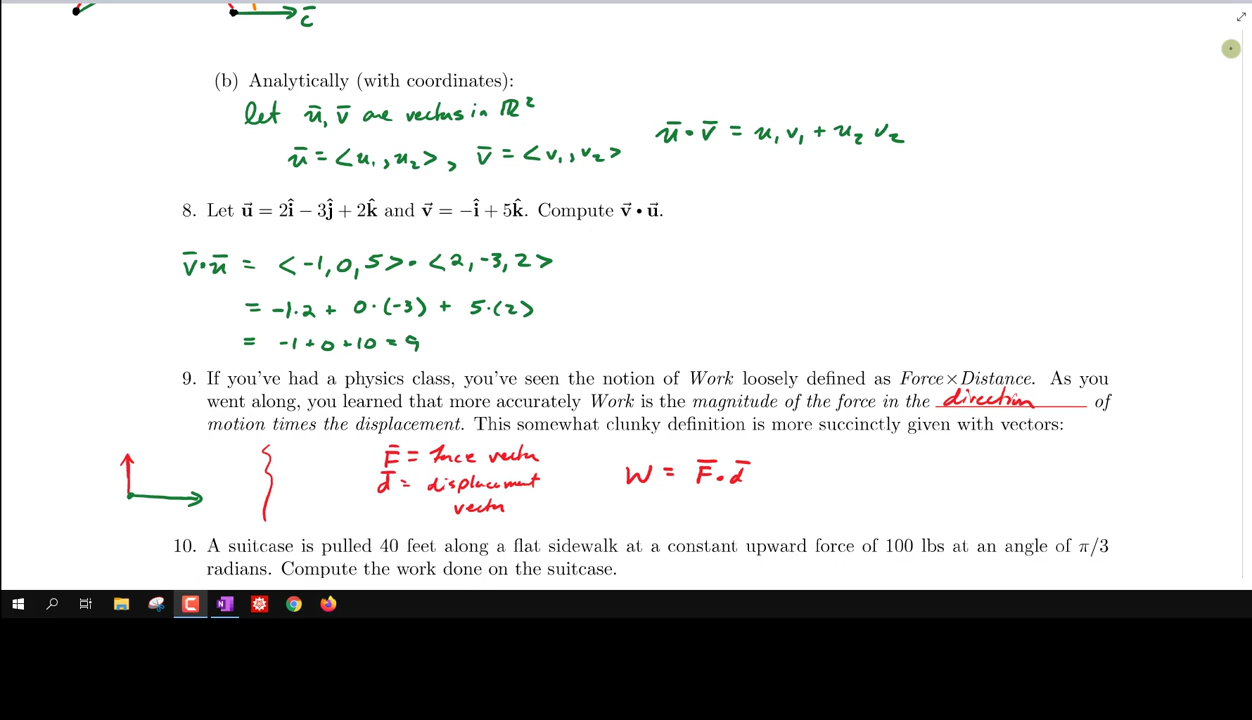 c̄
(b) Analytically (with coordinates):
let ū, v̄ are vectors in ℝ²
ū = <u₁, u₂>, v̄ = <v₁, v₂>
ū • v̄ = u₁v₁ + u₂v₂
8. Let u⃗ = 2î − 3ĵ + 2k̂ and v⃗ = −î + 5k̂. Compute v⃗ • u⃗.
v̄•ū = <-1, 0, 5> • <2, -3, 2>
= -1·2 + 0·(-3) + 5·(2)
= -1 + 0 + 10 = 9
9. If you've had a physics class, you've seen the notion of Work loosely defined as Force×Distance. As you
went along, you learned that more accurately Work is the magnitude of the force in the direction of
motion times the displacement. This somewhat clunky definition is more succinctly given with vectors:
F̄ = force vector
d̄ = displacement
vector
W = F̄ • d̄
10. A suitcase is pulled 40 feet along a flat sidewalk at a constant upward force of 100 lbs at an angle of π/3
radians. Compute the work done on the suitcase.